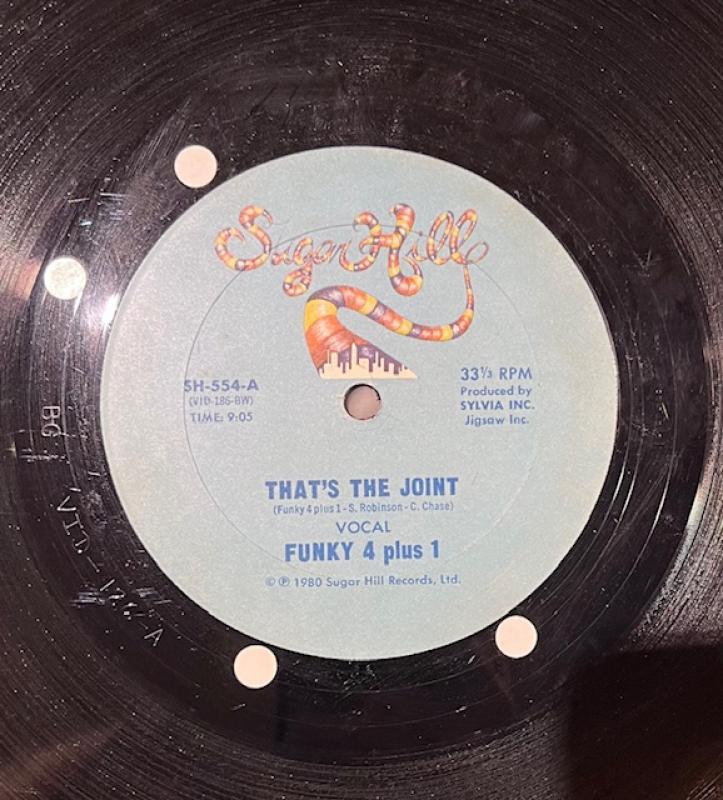 Sugar Hill
SH-554-A
(VID-186-BW)
TIME: 9:05
33⅓ RPM
Produced by
SYLVIA INC.
Jigsaw Inc.
THAT'S THE JOINT
(Funky 4 plus 1 - S. Robinson - C. Chase)
VOCAL
FUNKY 4 plus 1
© ℗ 1980 Sugar Hill Records, Ltd.
BG
VID-
A